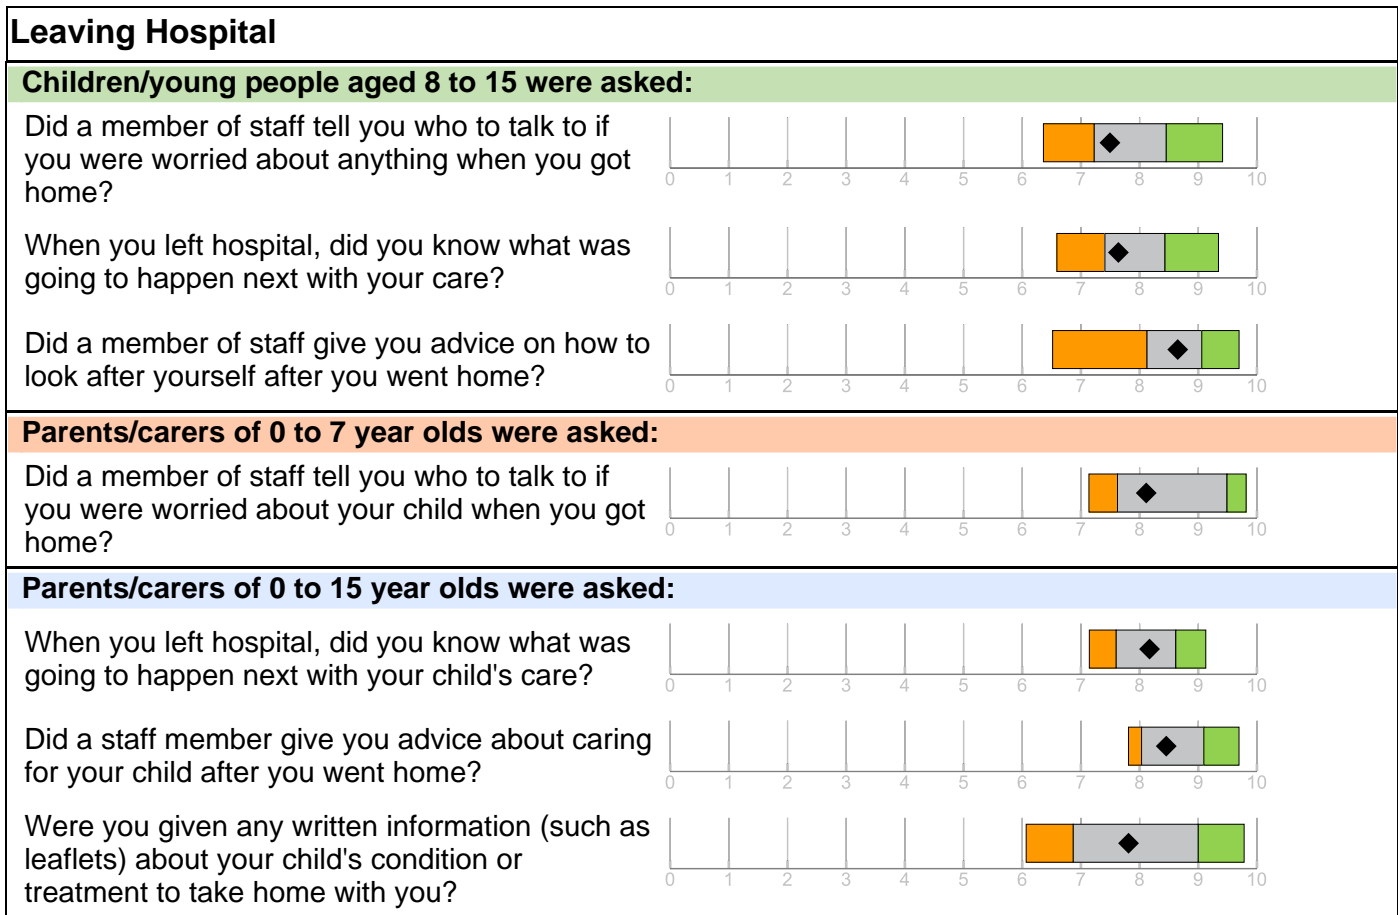 Leaving Hospital
Children/young people aged 8 to 15 were asked:
Did a member of staff tell you who to talk to if
you were worried about anything when you got
home?
0 1 2 3 4 5 6 7 8 9 10
When you left hospital, did you know what was
going to happen next with your care?
0 1 2 3 4 5 6 7 8 9 10
Did a member of staff give you advice on how to
look after yourself after you went home?
0 1 2 3 4 5 6 7 8 9 10
Parents/carers of 0 to 7 year olds were asked:
Did a member of staff tell you who to talk to if
you were worried about your child when you got
home?
0 1 2 3 4 5 6 7 8 9 10
Parents/carers of 0 to 15 year olds were asked:
When you left hospital, did you know what was
going to happen next with your child's care?
0 1 2 3 4 5 6 7 8 9 10
Did a staff member give you advice about caring
for your child after you went home?
0 1 2 3 4 5 6 7 8 9 10
Were you given any written information (such as
leaflets) about your child's condition or
treatment to take home with you?
0 1 2 3 4 5 6 7 8 9 10